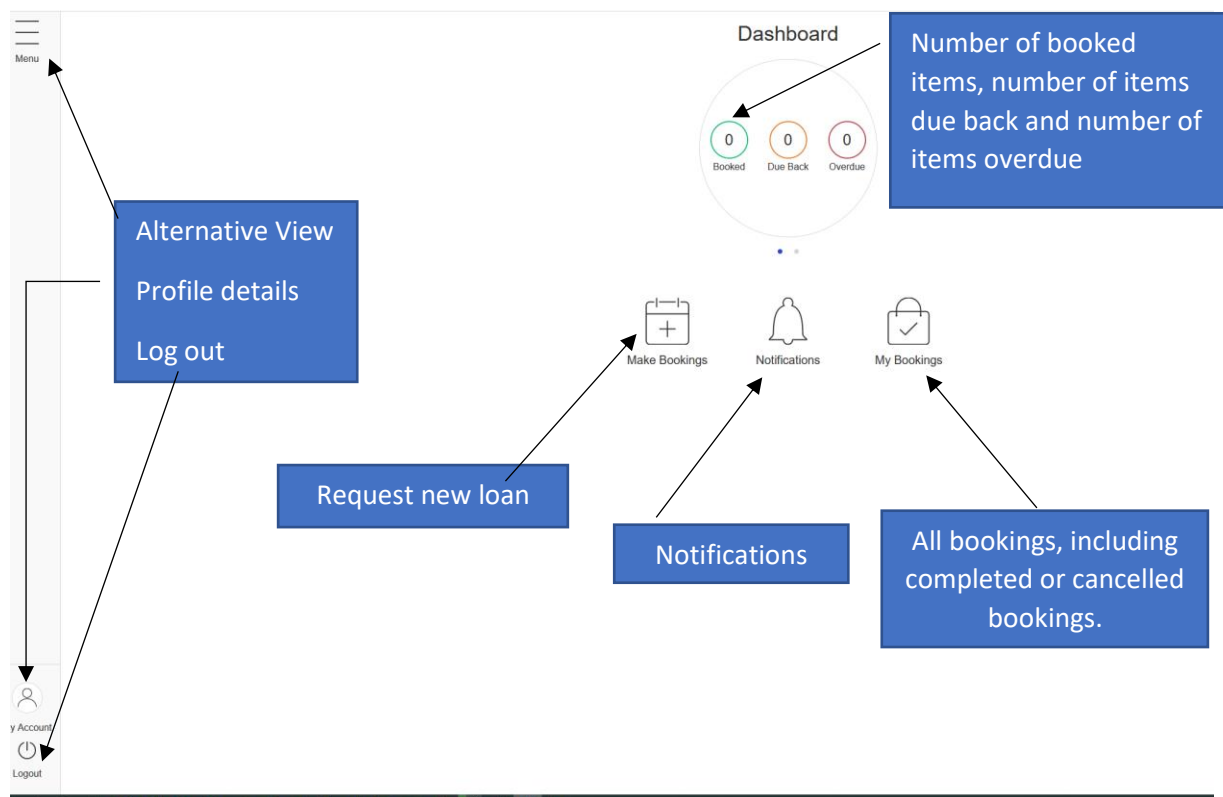 Menu
Dashboard
Number of booked
items, number of items
due back and number of
items overdue
0
0
0
Booked
Due Back
Overdue
Alternative View
Profile details
Log out
Make Bookings
Notifications
My Bookings
Request new loan
Notifications
All bookings, including
completed or cancelled
bookings.
y Account
Logout